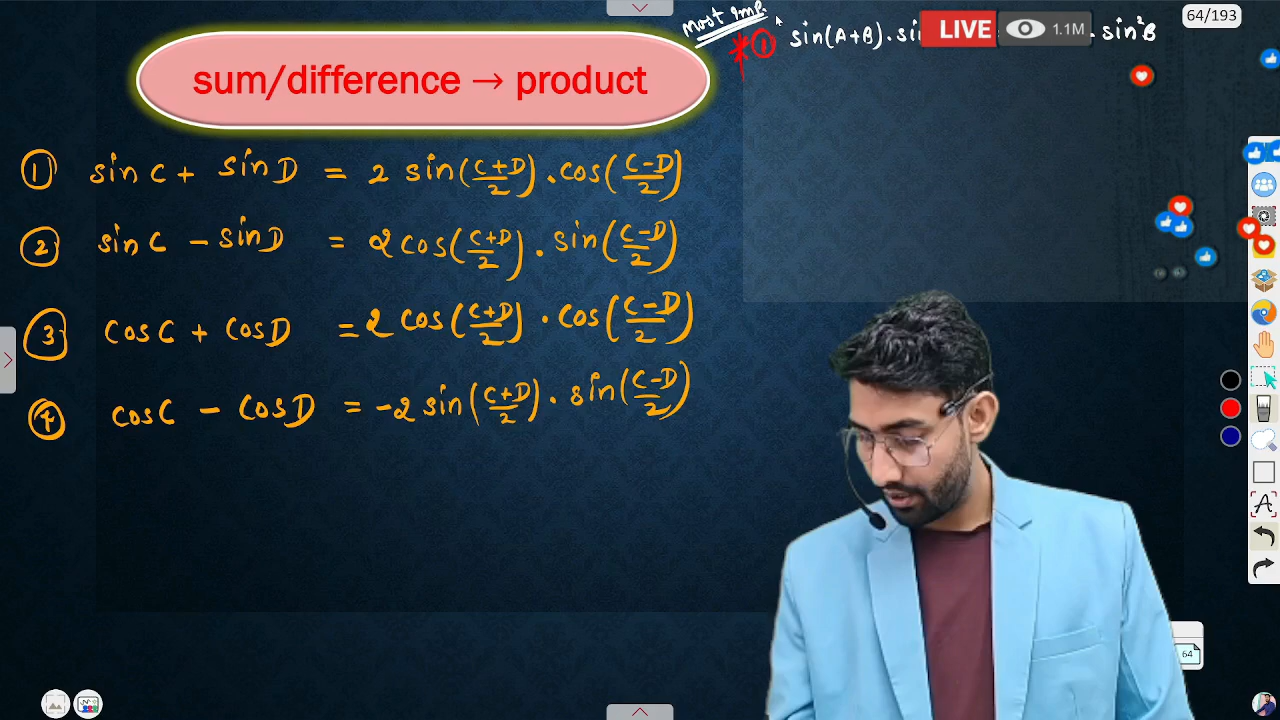 64/193
Most Imp.
① sin(A+B). LIVE 1.1M . sin²B
sum/difference → product
① sin C + sin D = 2 sin((C+D)/2) . cos((C-D)/2)
② sin C - sin D = 2 cos((C+D)/2) . sin((C-D)/2)
③ cos C + cos D = 2 cos((C+D)/2) . cos((C-D)/2)
④ cos C - cos D = -2 sin((C+D)/2) . sin((C-D)/2)
A
64